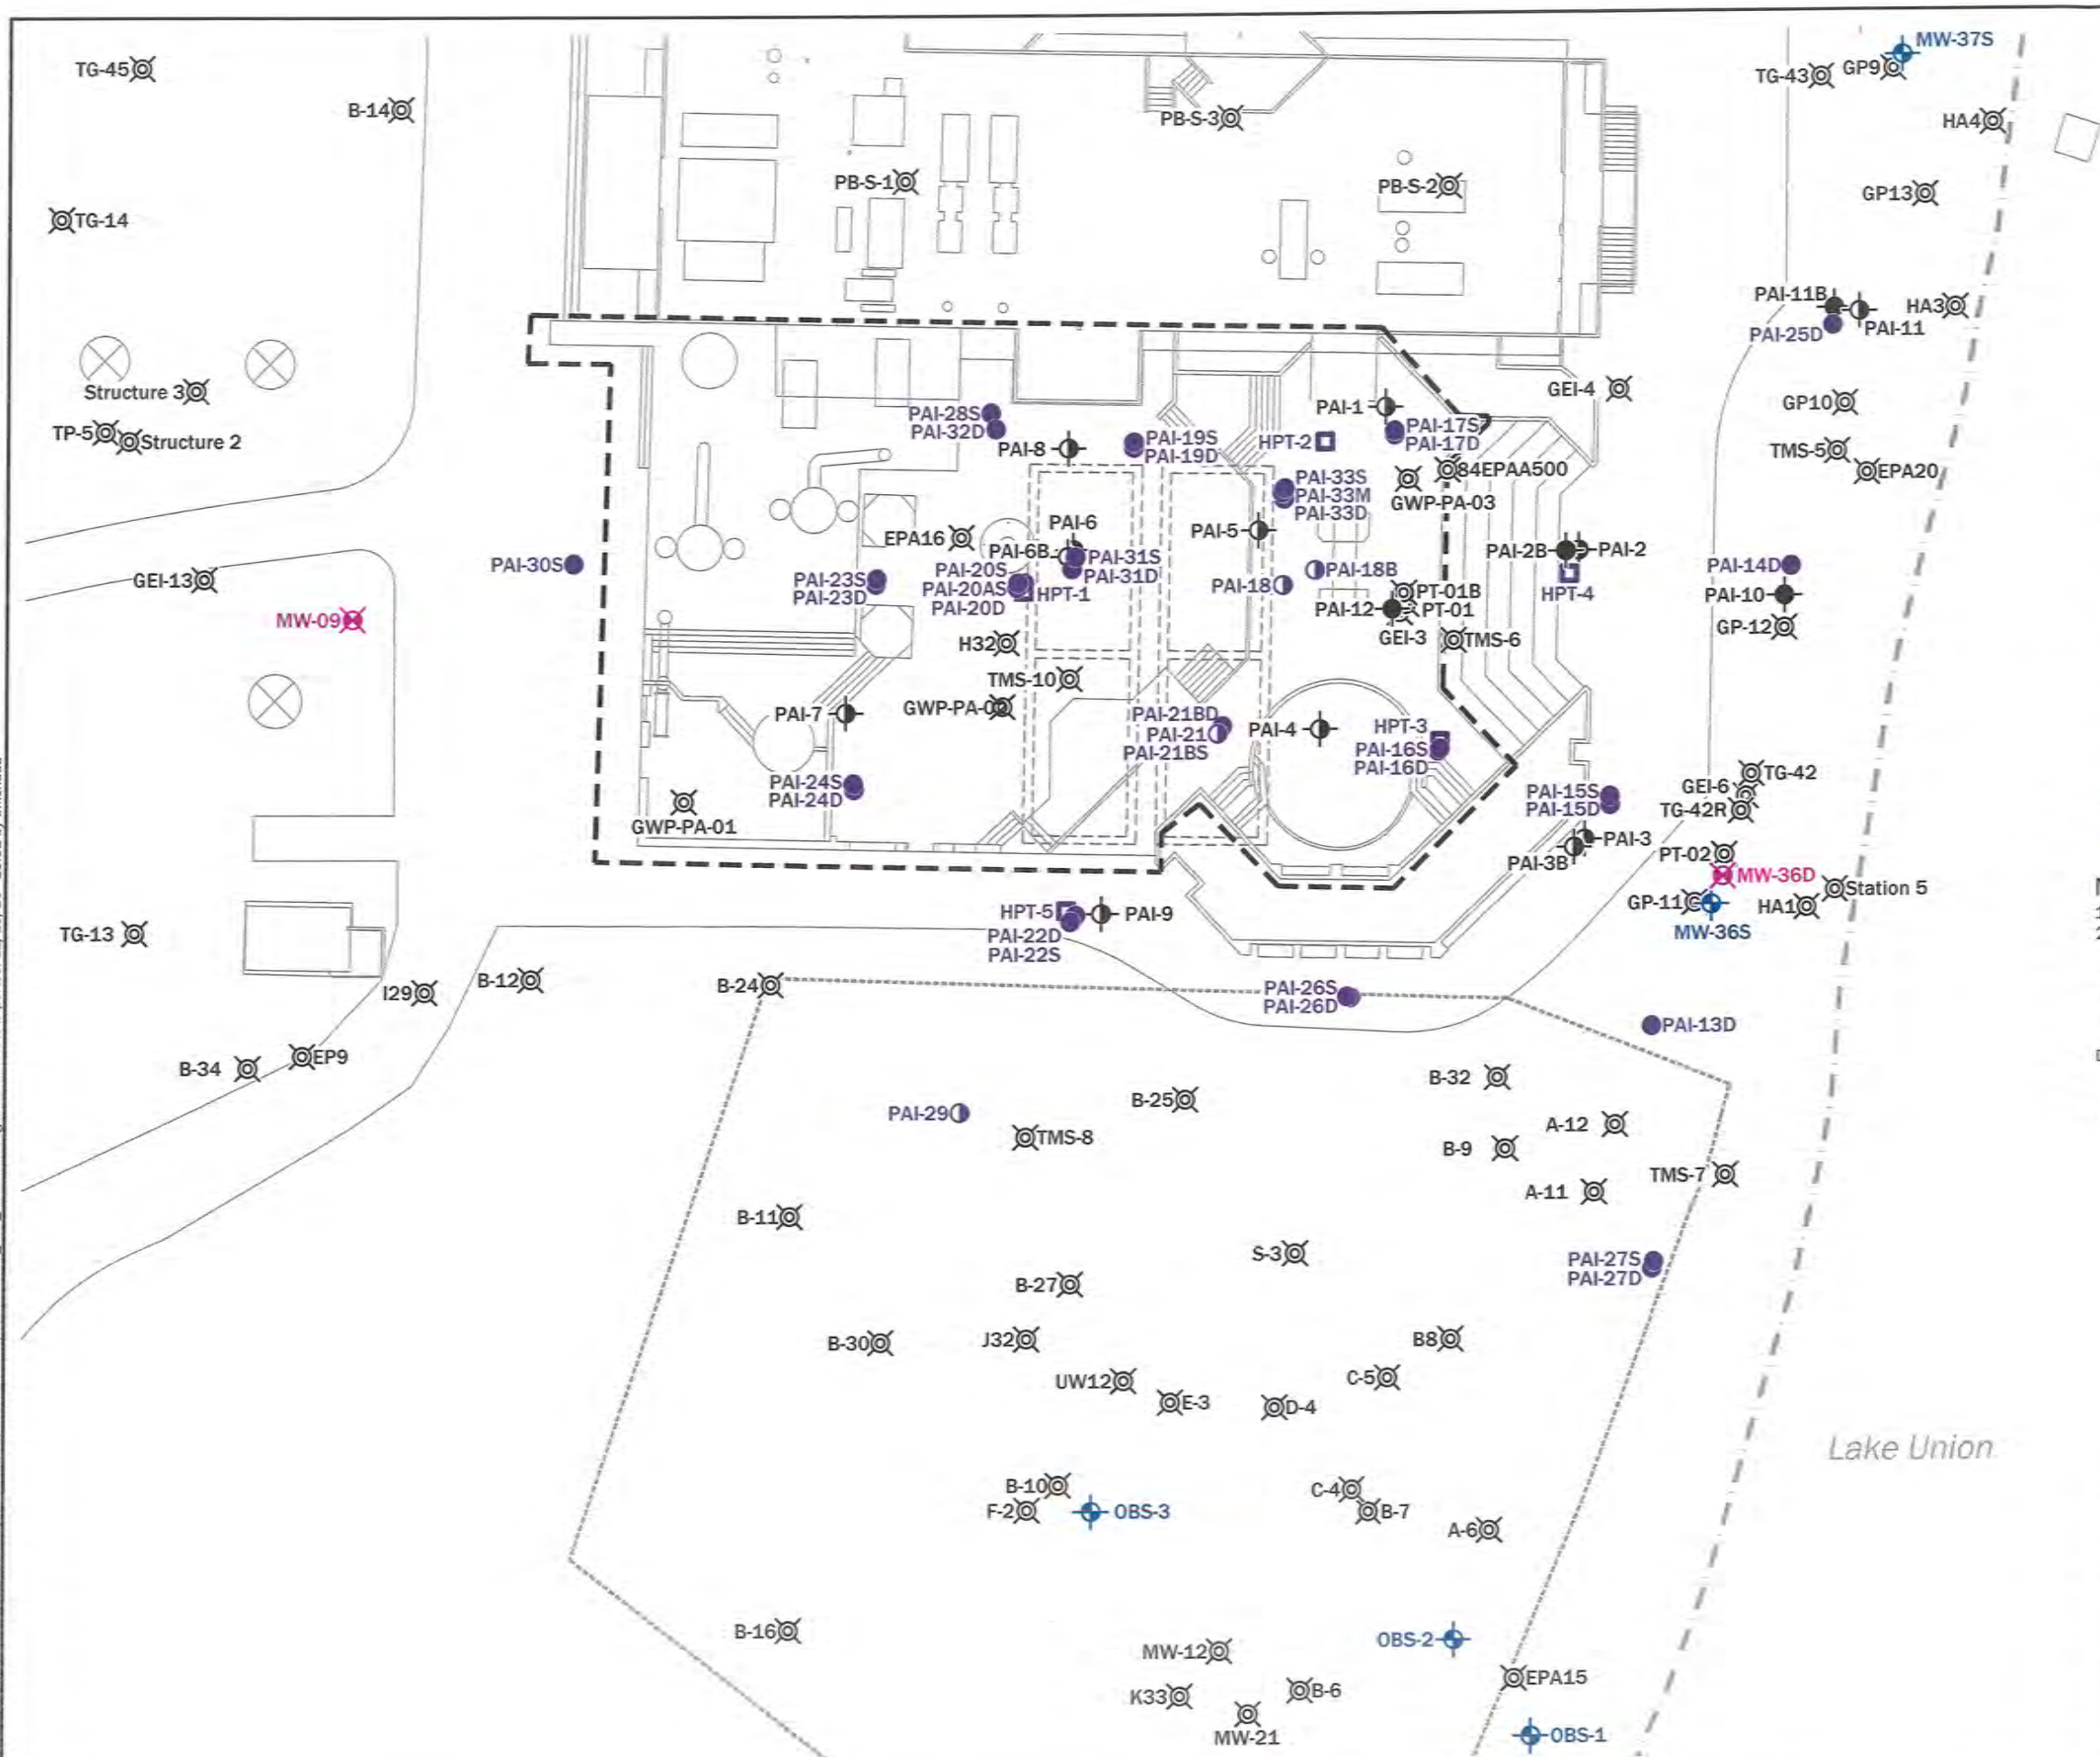 MW-37S
TG-45
TG-43
GP9
B-14
PB-S-3
HA4
PB-S-1
PB-S-2
GP13
TG-14
PAI-11B
HA3
PAI-11
PAI-25D
Structure 3
GEI-4
GP10
PAI-28S
PAI-32D
PAI-1
PAI-17S
PAI-17D
TP-5
Structure 2
PAI-8
PAI-19S
PAI-19D
HPT-2
TMS-5
EPA20
84EPAA500
PAI-33S
PAI-33M
PAI-33D
GWP-PA-03
PAI-6
PAI-5
EPA16
PAI-6B
PAI-31S
PAI-31D
PAI-2B
PAI-2
PAI-30S
PAI-14D
GEI-13
PAI-23S
PAI-23D
PAI-20S
PAI-20AS
PAI-20D
HPT-1
PAI-18
PAI-18B
PT-01B
HPT-4
PAI-10
MW-09
PAI-12
PT-01
GEI-3
GP-12
H32
TMS-6
TMS-10
GWP-PA-02
PAI-7
PAI-21BD
PAI-21
PAI-21BS
PAI-4
HPT-3
PAI-16S
PAI-16D
PAI-24S
PAI-24D
PAI-15S
PAI-15D
TG-42
GEI-6
TG-42R
GWP-PA-01
PAI-3
PAI-3B
PT-02
MW-36D
Station 5
GP-11
HA1
MW-36S
TG-13
HPT-5
PAI-9
PAI-22D
PAI-22S
I29
B-12
B-24
PAI-26S
PAI-26D
PAI-13D
B-34
EP9
B-32
PAI-29
B-25
A-12
TMS-8
B-9
TMS-7
A-11
B-11
S-3
PAI-27S
PAI-27D
B-27
B-30
J32
B8
UW12
C-5
E-3
D-4
Lake Union
B-10
F-2
OBS-3
C-4
B-7
A-6
B-16
MW-12
OBS-2
EPA15
K33
B-6
MW-21
OBS-1